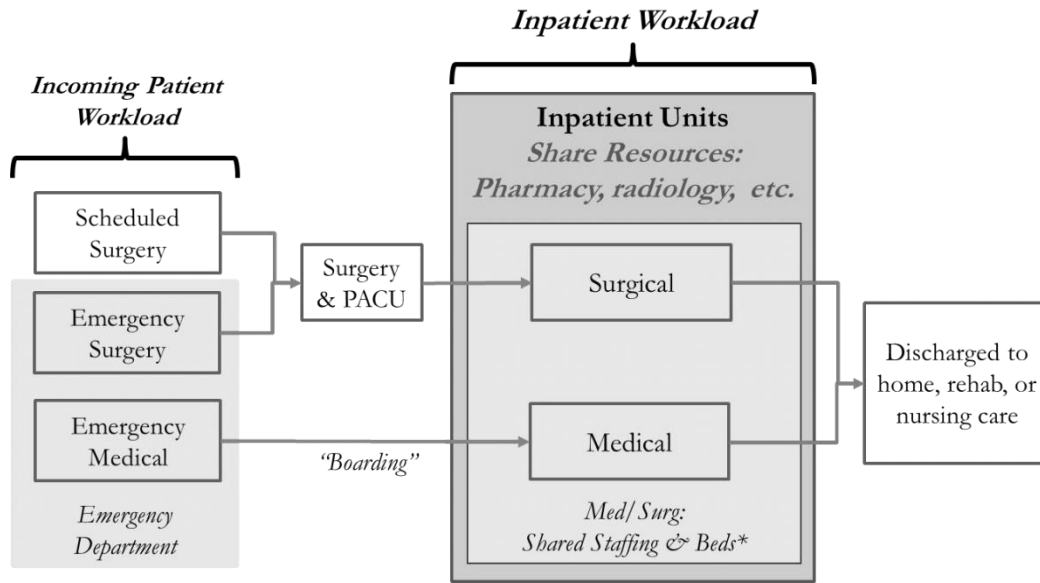 Inpatient Workload
Incoming Patient
Workload
Inpatient Units
Share Resources:
Pharmacy, radiology, etc.
Scheduled
Surgery
Emergency
Surgery
Emergency
Medical
Emergency
Department
Surgery
& PACU
"Boarding"
Surgical
Medical
Med/Surg:
Shared Staffing & Beds*
Discharged to
home, rehab, or
nursing care